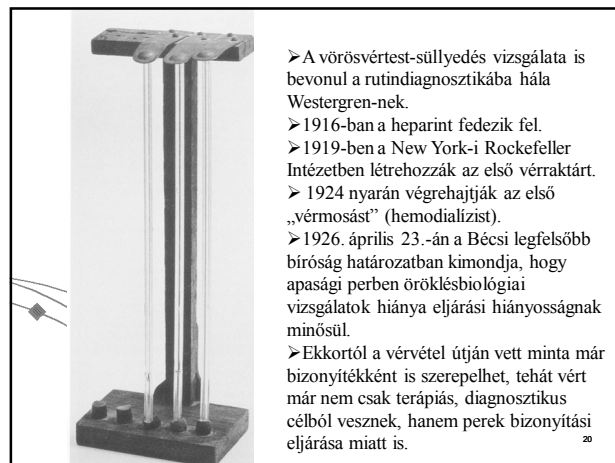 ➢A vörösvértest-süllyedés vizsgálata is
bevonul a rutindiagnosztikába hála
Westergren-nek.
➢1916-ban a heparint fedezik fel.
➢1919-ben a New York-i Rockefeller
Intézetben létrehozzák az első vérraktárt.
➢ 1924 nyarán végrehajtják az első
„vérmosást” (hemodialízist).
➢1926. április 23.-án a Bécsi legfelsőbb
bíróság határozatban kimondja, hogy
apasági perben öröklésbiológiai
vizsgálatok hiánya eljárási hiányosságnak
minősül.
➢Ekkortól a vérvétel útján vett minta már
bizonyítékként is szerepelhet, tehát vért
már nem csak terápiás, diagnosztikus
célból vesznek, hanem perek bizonyítási
eljárása miatt is.
20